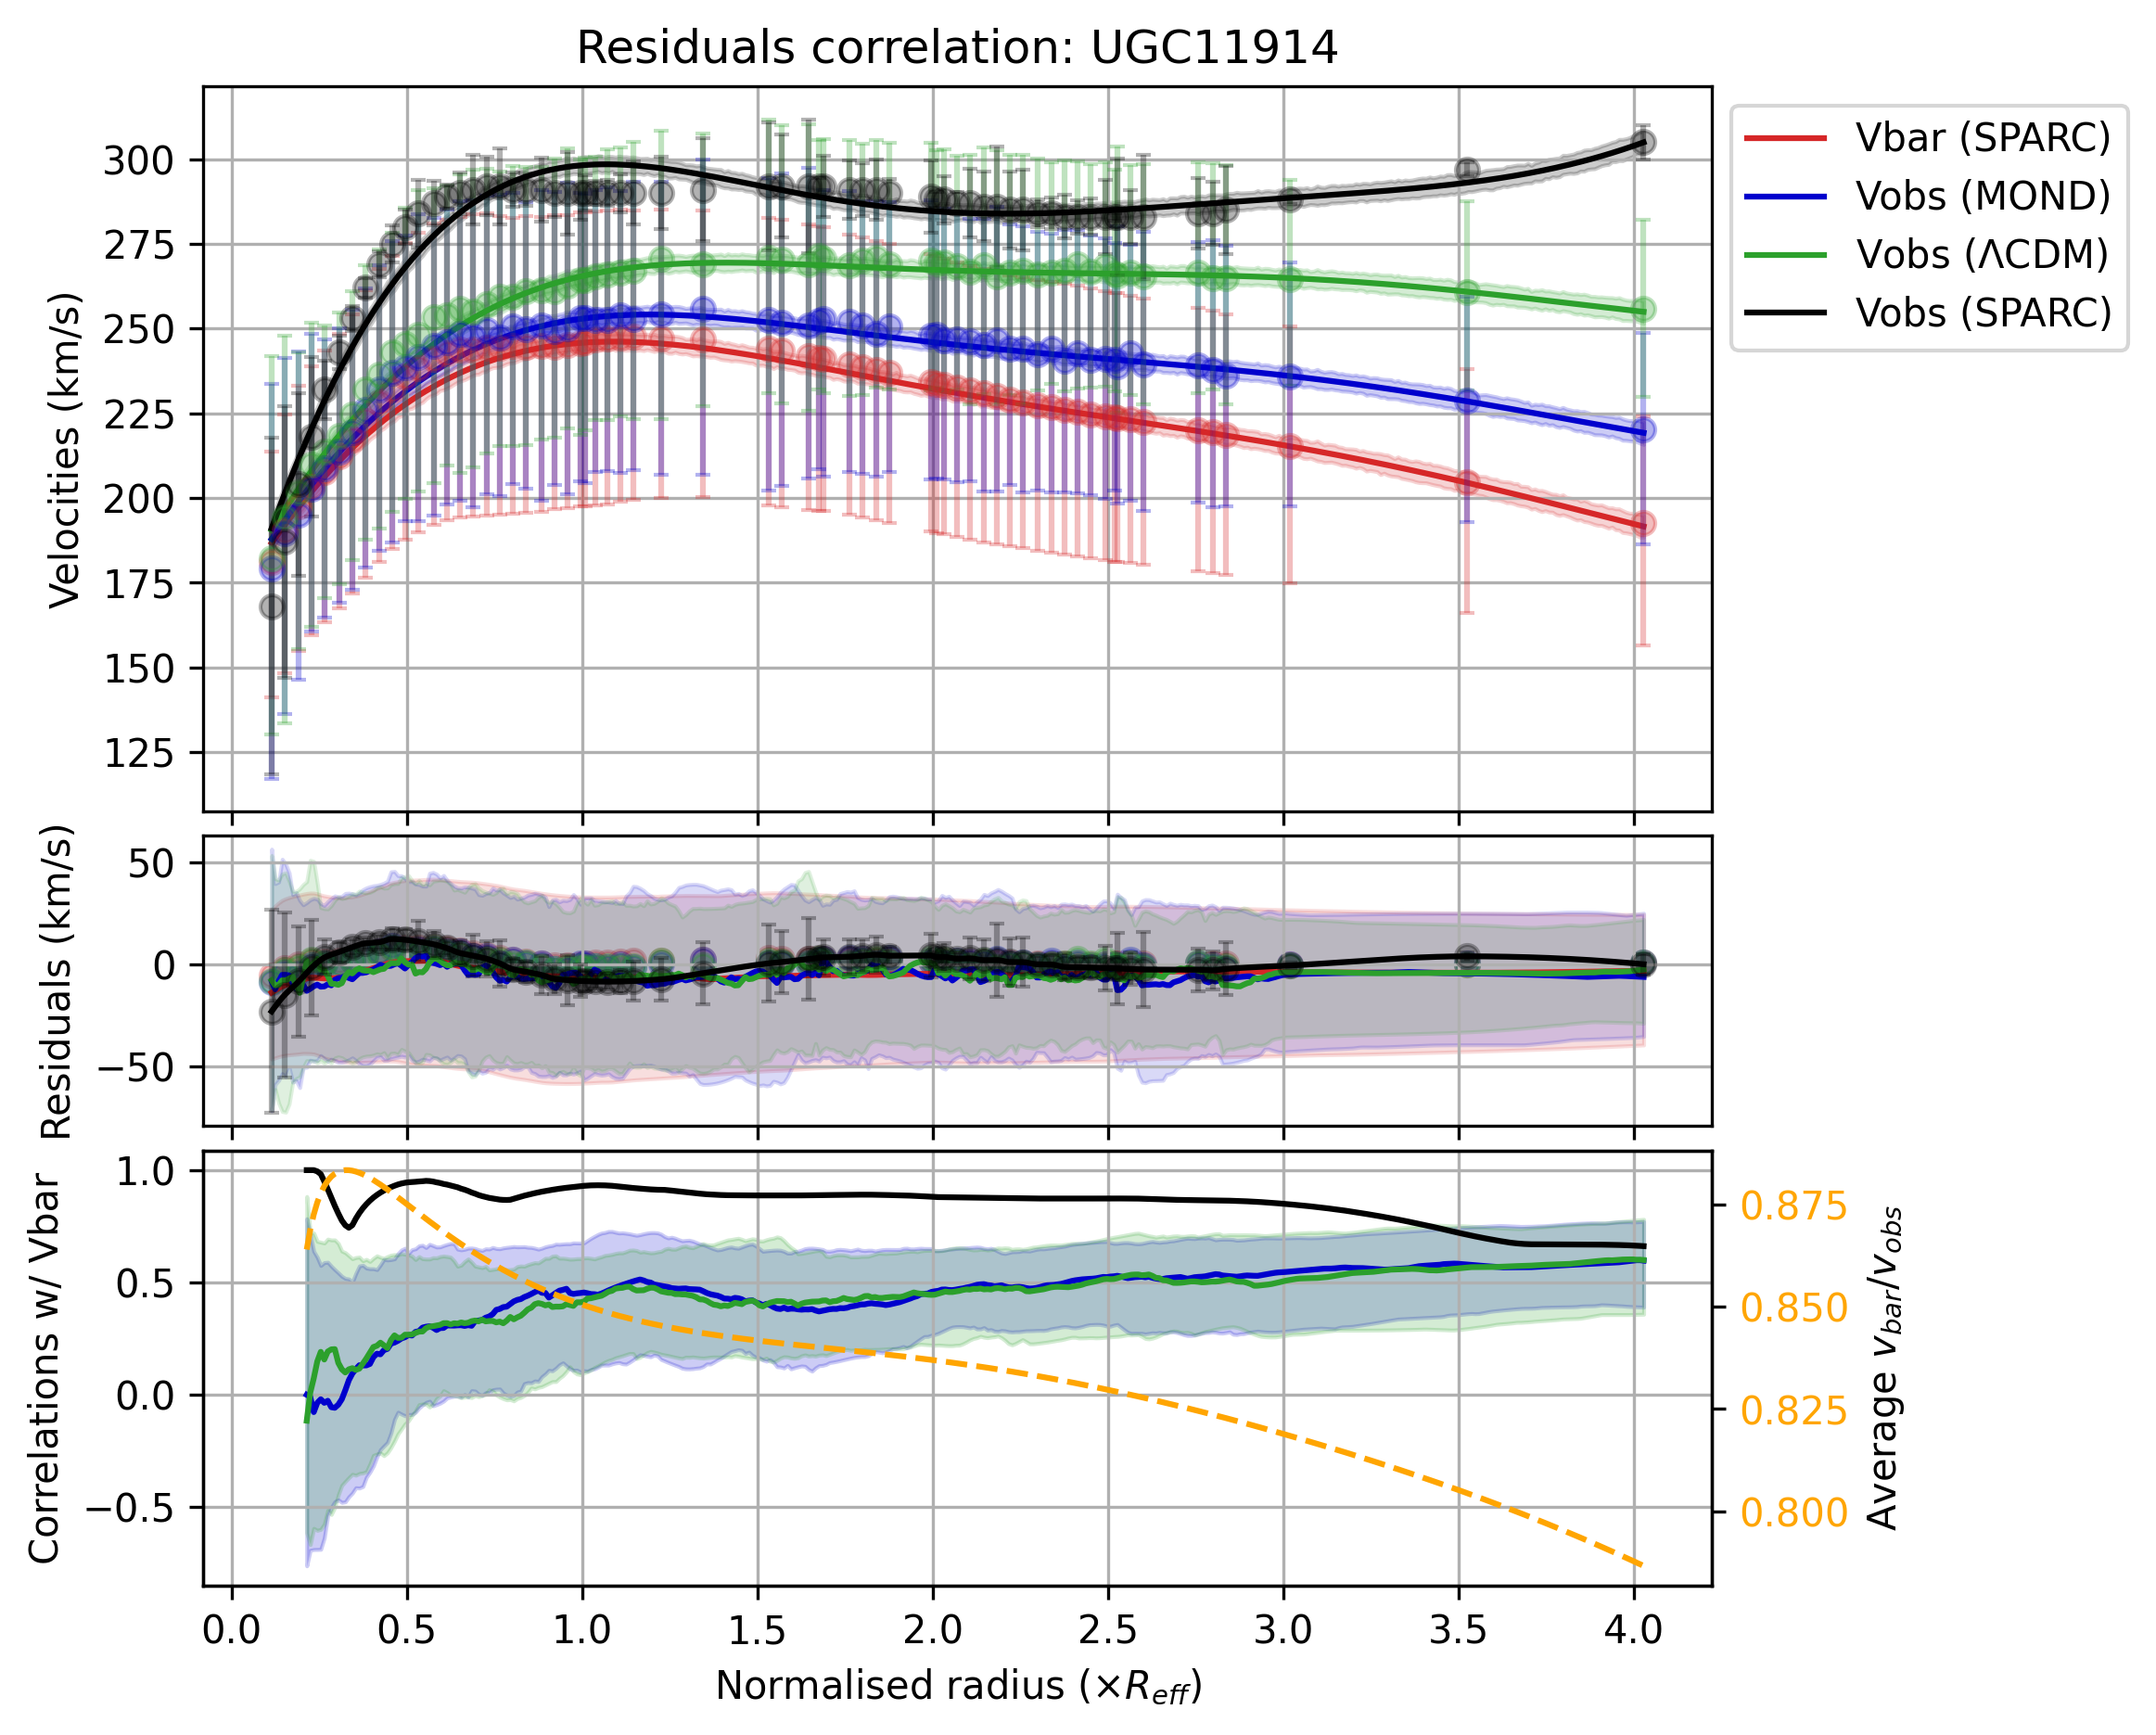 Residuals correlation: UGC11914
Velocities (km/s)
300
275
250
225
200
175
150
125
Vbar (SPARC)
Vobs (MOND)
Vobs (ΛCDM)
Vobs (SPARC)
Residuals (km/s)
50
0
−50
Correlations w/ Vbar
1.0
0.5
0.0
−0.5
0.875
0.850
0.825
0.800
Average v_bar/v_obs
0.0 0.5 1.0 1.5 2.0 2.5 3.0 3.5 4.0
Normalised radius (×R_eff)